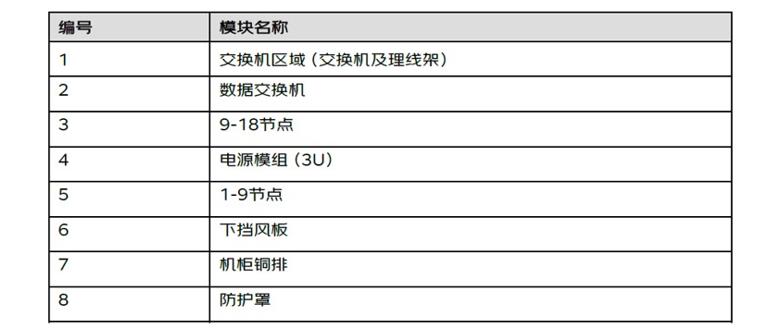 编号 模块名称
1 交换机区域（交换机及理线架）
2 数据交换机
3 9-18节点
4 电源模组（3U）
5 1-9节点
6 下挡风板
7 机柜铜排
8 防护罩